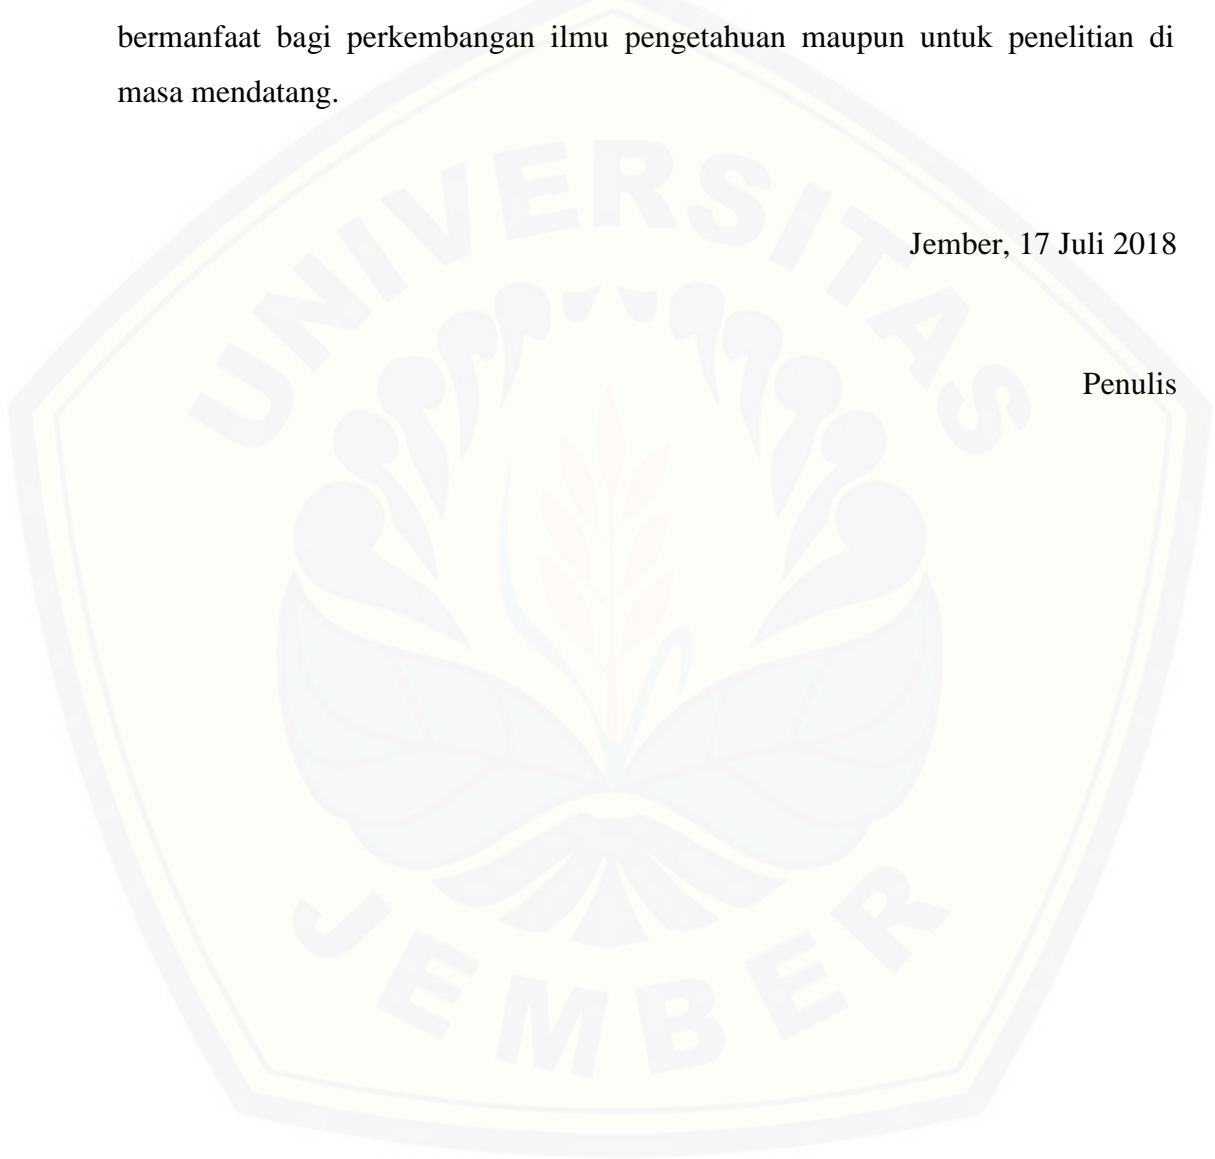 bermanfaat bagi perkembangan ilmu pengetahuan maupun untuk penelitian di
masa mendatang.
UNIVERSITAS
Jember, 17 Juli 2018
Penulis
JEMBER